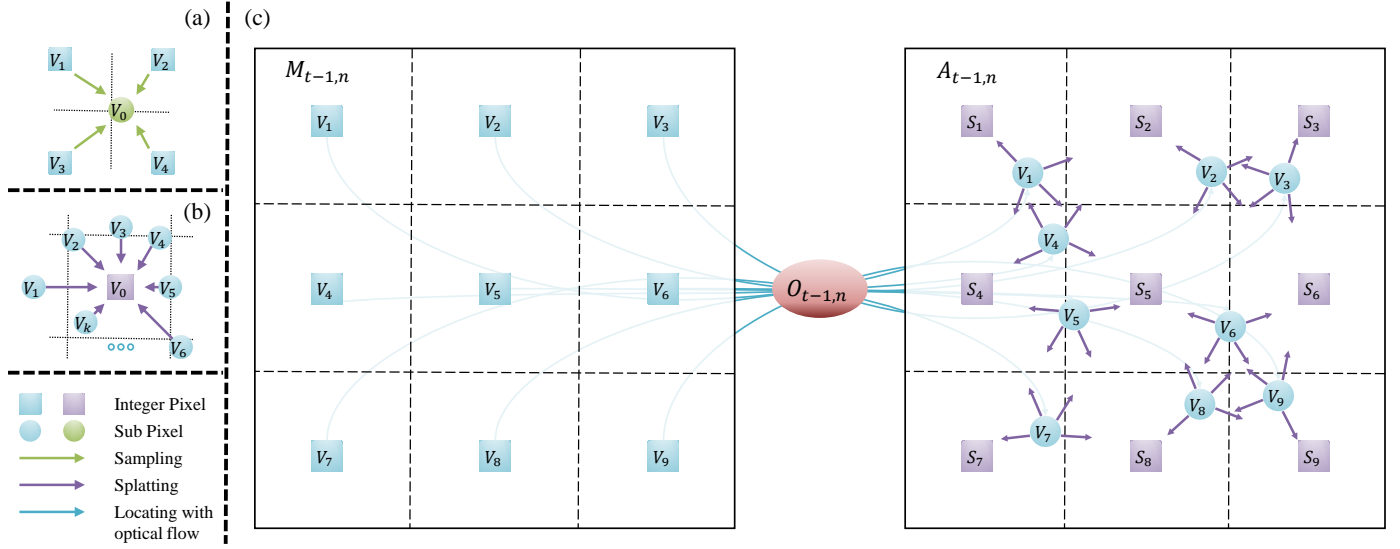 (a)
V₁ V₂
V₀
V₃ V₄
(b)
V₃
V₂ V₄
V₁ V₀ V₅
Vₖ
V₆
Integer Pixel
Sub Pixel
Sampling
Splatting
Locating with
optical flow
(c)
Mₜ₋₁,ₙ
V₁ V₂ V₃
V₄ V₅ V₆
V₇ V₈ V₉
Oₜ₋₁,ₙ
Aₜ₋₁,ₙ
S₁ S₂ S₃
V₁ V₂ V₃
V₄
S₄ S₅ S₆
V₅ V₆
V₈ V₉
V₇
S₇ S₈ S₉